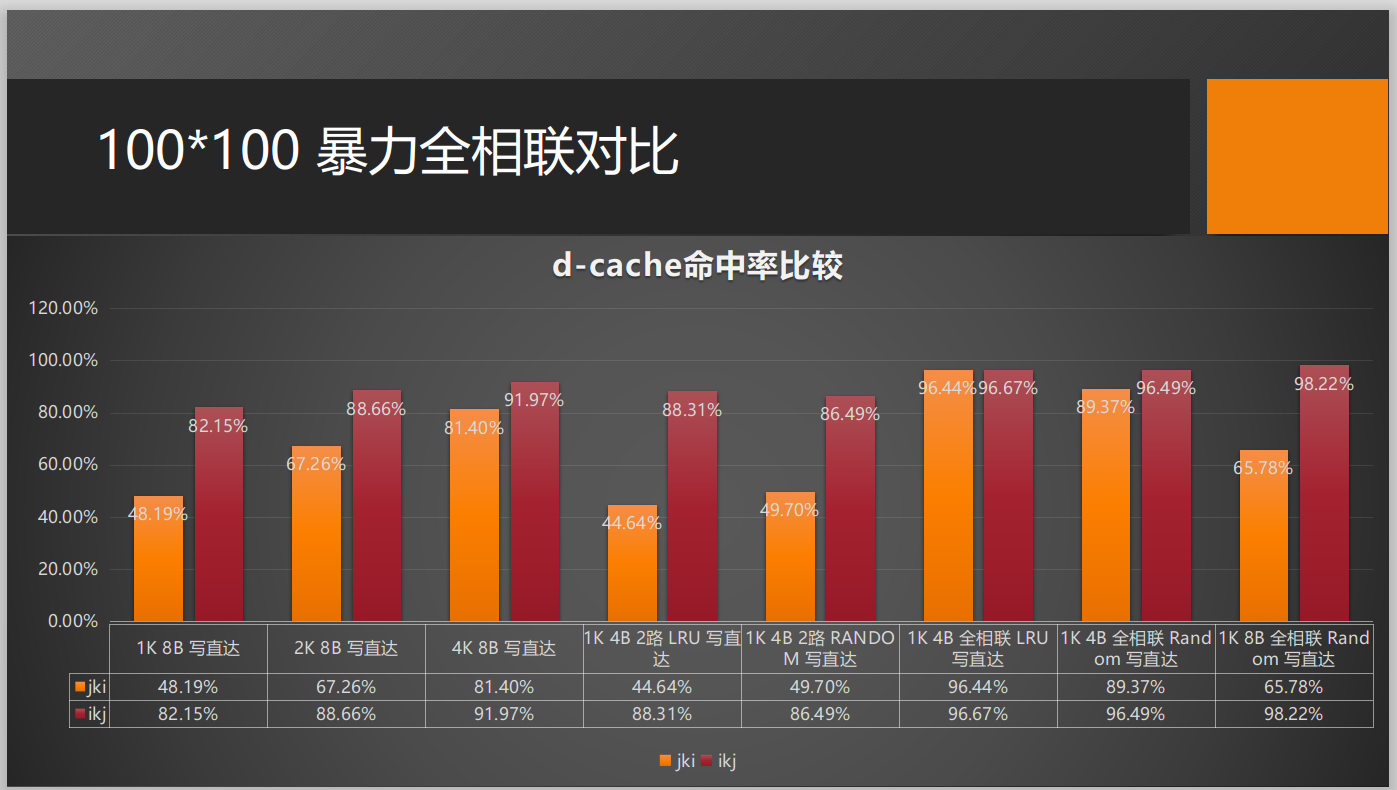 100*100 暴力全相联对比
d-cache命中率比较
120.00%
100.00%
80.00%
60.00%
40.00%
20.00%
0.00%
48.19%
82.15%
67.26%
88.66%
81.40%
91.97%
44.64%
88.31%
49.70%
86.49%
96.44%
96.67%
89.37%
96.49%
65.78%
98.22%
1K 8B 写直达
2K 8B 写直达
4K 8B 写直达
1K 4B 2路 LRU 写直
达
1K 4B 2路 RANDO
M 写直达
1K 4B 全相联 LRU
写直达
1K 4B 全相联 Rand
om 写直达
1K 8B 全相联 Rand
om 写直达
jki 48.19% 67.26% 81.40% 44.64% 49.70% 96.44% 89.37% 65.78%
ikj 82.15% 88.66% 91.97% 88.31% 86.49% 96.67% 96.49% 98.22%
jki ikj